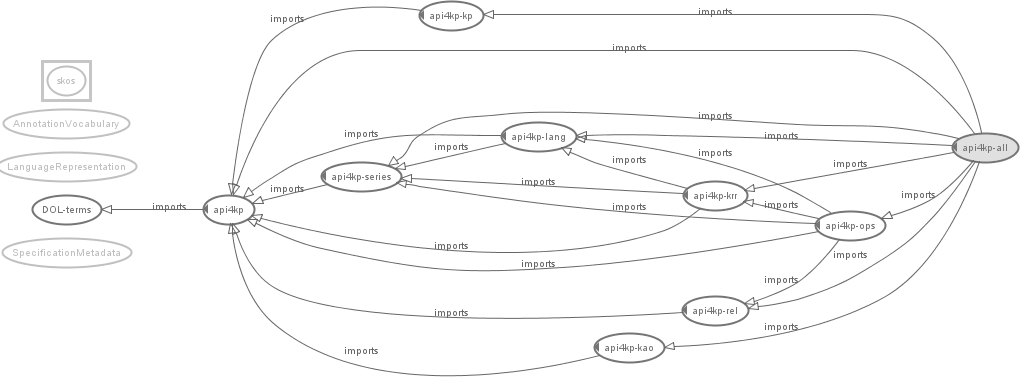 imports
api4kp-kp
imports
imports
skos
AnnotationVocabulary
imports
imports
api4kp-lang
imports
imports
api4kp-all
LanguageRepresentation
imports
imports
api4kp-series
imports
imports
api4kp-krr
imports
DOL-terms
imports
api4kp
imports
imports
api4kp-ops
SpecificationMetadata
imports
imports
imports
imports
imports
api4kp-rel
imports
imports
api4kp-kao